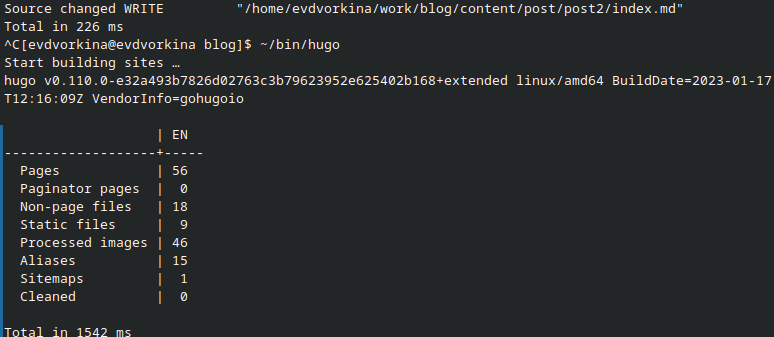 Source changed WRITE         "/home/evdvorkina/work/blog/content/post/post2/index.md"
Total in 226 ms
^C[evdvorkina@evdvorkina blog]$ ~/bin/hugo
Start building sites …
hugo v0.110.0-e32a493b7826d02763c3b79623952e625402b168+extended linux/amd64 BuildDate=2023-01-17
T12:16:09Z VendorInfo=gohugoio
                   | EN
-------------------+-----
  Pages            | 56
  Paginator pages  |  0
  Non-page files   | 18
  Static files     |  9
  Processed images | 46
  Aliases          | 15
  Sitemaps         |  1
  Cleaned          |  0
Total in 1542 ms